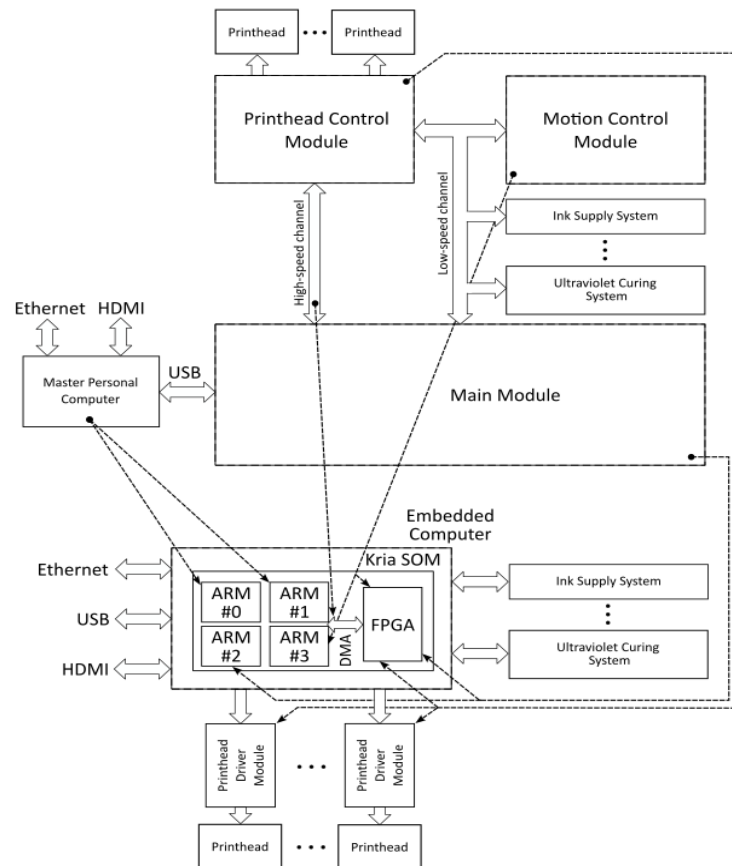 Printhead
Printhead
Printhead Control
Module
Motion Control
Module
High-speed channel
Low-speed channel
Ink Supply System
Ultraviolet Curing
System
Ethernet
HDMI
Master Personal
Computer
USB
Main Module
Embedded
Computer
Kria SOM
Ethernet
USB
HDMI
ARM
#0
ARM
#1
ARM
#2
ARM
#3
DMA
FPGA
Ink Supply System
Ultraviolet Curing
System
Printhead
Driver
Module
Printhead
Driver
Module
Printhead
Printhead